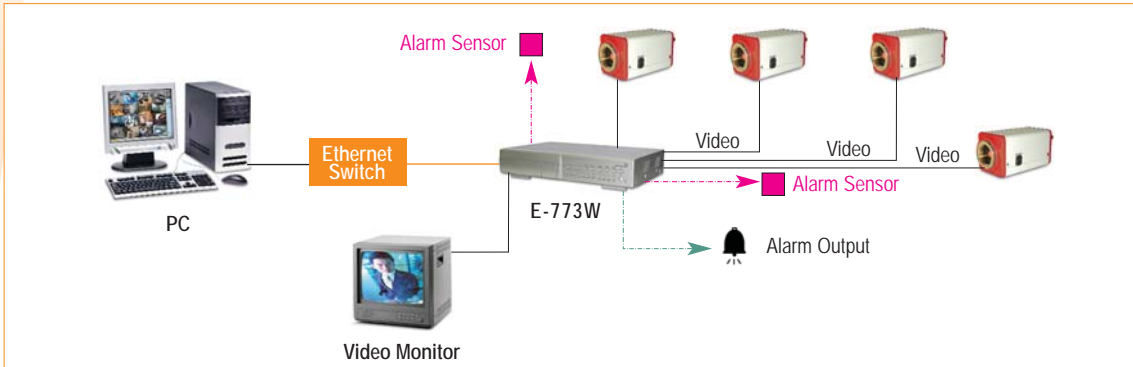 Alarm Sensor
Video
Video
Video
Ethernet
Switch
Alarm Sensor
E-773W
PC
Alarm Output
Video Monitor